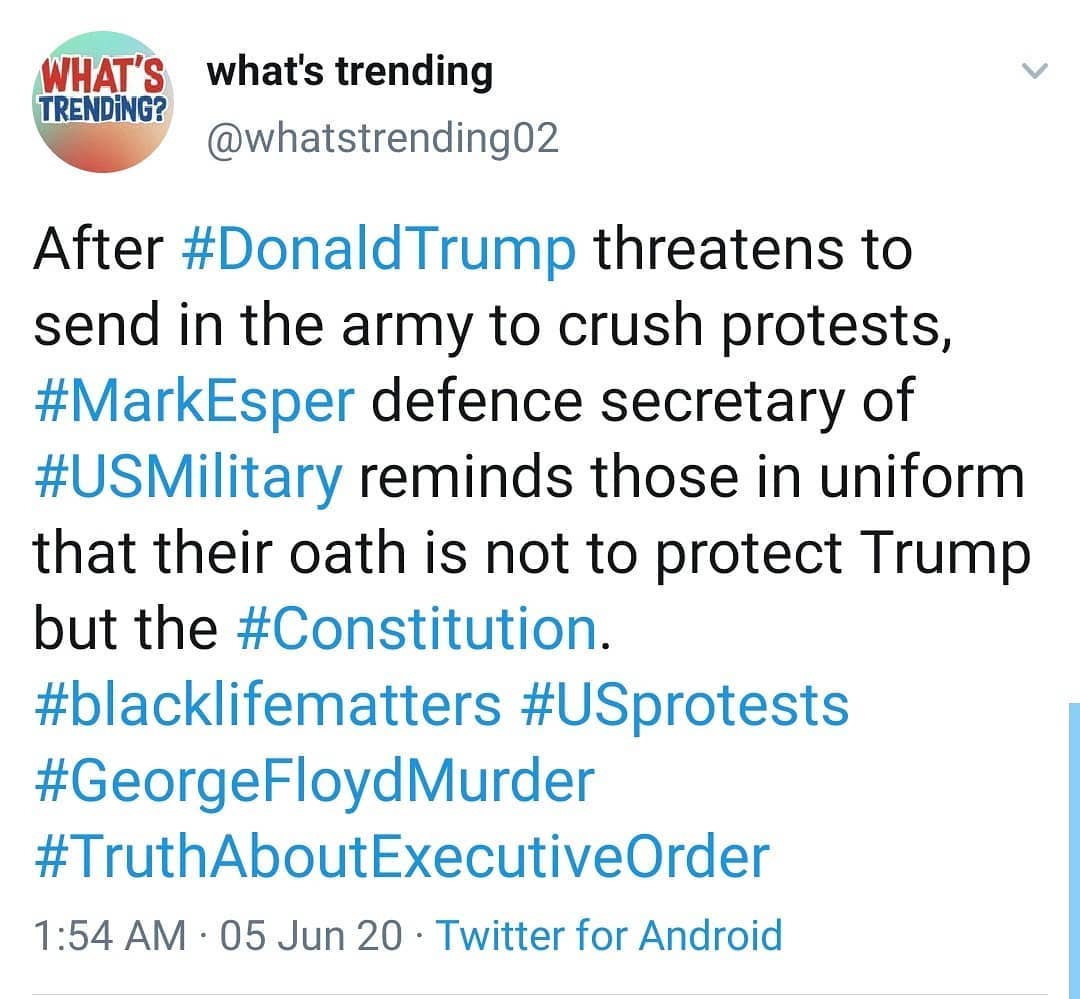 WHAT'S
TRENDiNG?
what's trending
@whatstrending02
After #DonaldTrump threatens to
send in the army to crush protests,
#MarkEsper defence secretary of
#USMilitary reminds those in uniform
that their oath is not to protect Trump
but the #Constitution.
#blacklifematters #USprotests
#GeorgeFloydMurder
#TruthAboutExecutiveOrder
1:54 AM · 05 Jun 20 · Twitter for Android